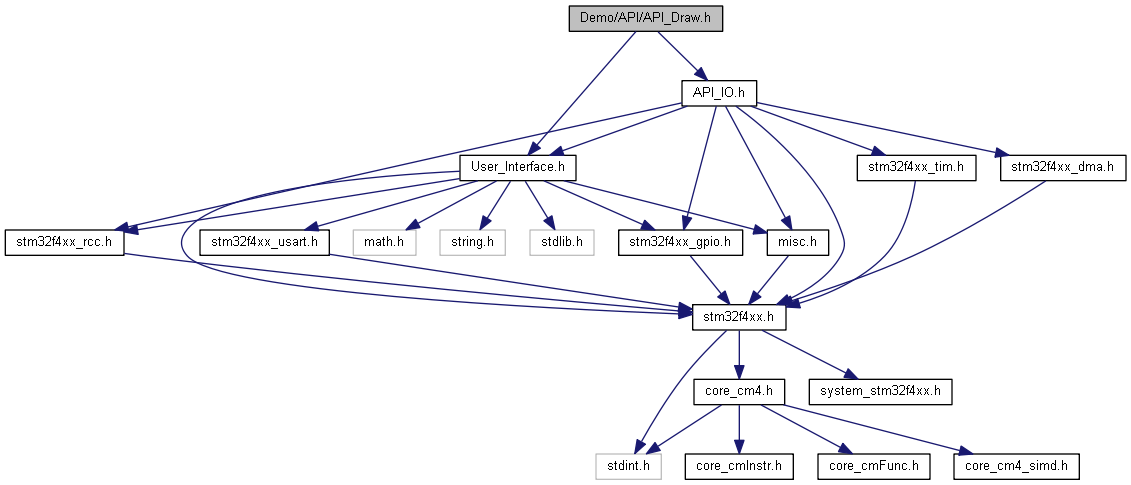 Demo/API/API_Draw.h
API_IO.h
User_Interface.h
stm32f4xx_tim.h
stm32f4xx_dma.h
stm32f4xx_rcc.h
stm32f4xx_usart.h
math.h
string.h
stdlib.h
stm32f4xx_gpio.h
misc.h
stm32f4xx.h
core_cm4.h
system_stm32f4xx.h
stdint.h
core_cmInstr.h
core_cmFunc.h
core_cm4_simd.h